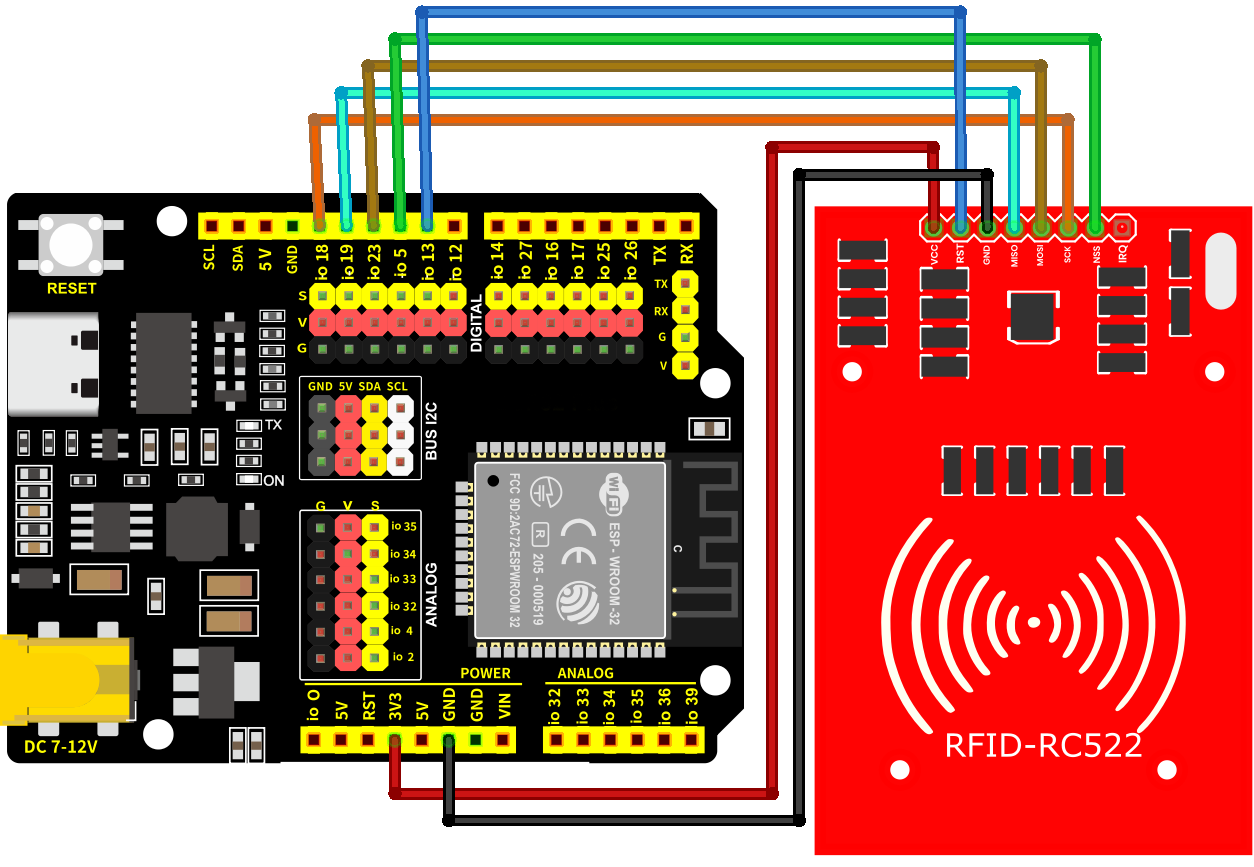 SCL SDA 5 V GND io 18 io 19 io 23 io 5 io 13 io 12 io 14 io 27 io 16 io 17 io 25 io 26 TX RX
RESET
S
V
G
DIGITAL
TX
RX
G
V
GND 5V SDA SCL
BUS I2C
TX
ON
G V S
io 35
io 34
io 33
io 32
io 4
io 2
ANALOG
WiFi
ESP - WROOM-32
CE
R
205 - 000519
FCC 9D:2AC72-ESPWROOM 32
C
POWER
ANALOG
io 0 5V RST 3V3 5V GND GND VIN
io 32 io 33 io 34 io 35 io 36 io 39
DC 7-12V
VCC RST GND MISO MOSI SCK NSS IRQ
RFID-RC522